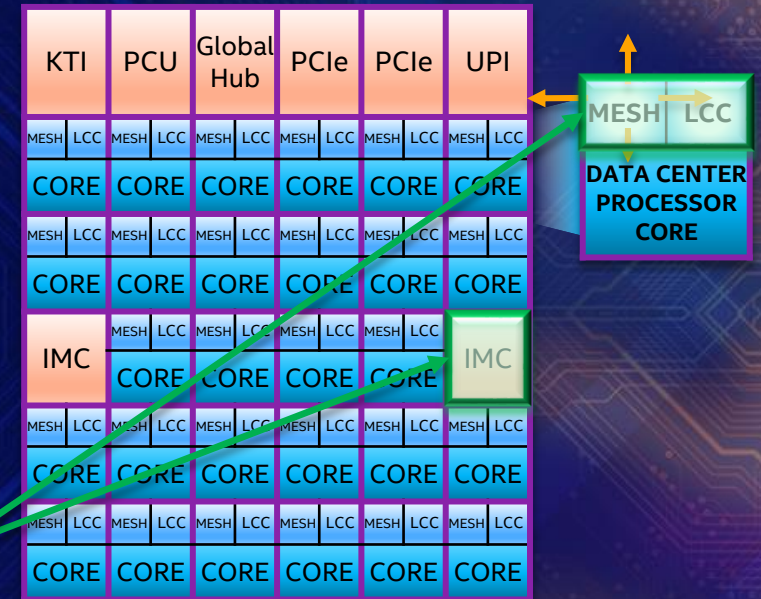 KTI PCU Global Hub PCIe PCIe UPI
MESH LCC MESH LCC MESH LCC MESH LCC MESH LCC MESH LCC
CORE CORE CORE CORE CORE CORE
MESH LCC MESH LCC MESH LCC MESH LCC MESH LCC MESH LCC
CORE CORE CORE CORE CORE CORE
IMC MESH LCC MESH LCC MESH LCC MESH LCC IMC
CORE CORE CORE CORE
MESH LCC MESH LCC MESH LCC MESH LCC MESH LCC MESH LCC
CORE CORE CORE CORE CORE CORE
MESH LCC MESH LCC MESH LCC MESH LCC MESH LCC MESH LCC
CORE CORE CORE CORE CORE CORE
MESH LCC
DATA CENTER
PROCESSOR
CORE